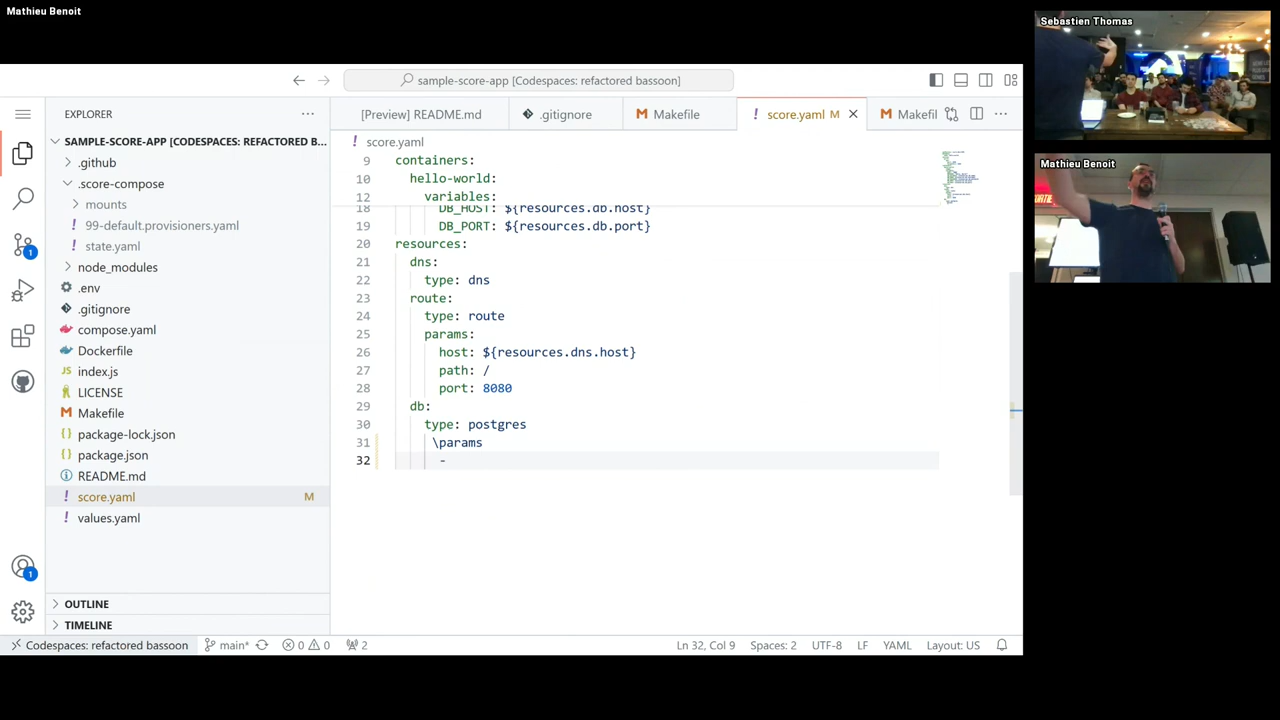 Mathieu Benoit
Sebastien Thomas
Mathieu Benoit
sample-score-app [Codespaces: refactored bassoon]
EXPLORER
SAMPLE-SCORE-APP [CODESPACES: REFACTORED B...
.github
.score-compose
mounts
99-default.provisioners.yaml
state.yaml
node_modules
.env
.gitignore
compose.yaml
Dockerfile
JS index.js
LICENSE
Makefile
package-lock.json
package.json
README.md
score.yaml M
values.yaml
OUTLINE
TIMELINE
1
1
[Preview] README.md
.gitignore
Makefile
score.yaml M
Makefil
score.yaml
9 containers:
10 hello-world:
12 variables:
18 DB_HOST: ${resources.db.host}
19 DB_PORT: ${resources.db.port}
20 resources:
21 dns:
22 type: dns
23 route:
24 type: route
25 params:
26 host: ${resources.dns.host}
27 path: /
28 port: 8080
29 db:
30 type: postgres
31 \params
32 -
Codespaces: refactored bassoon main* 0 0 2 Ln 32, Col 9 Spaces: 2 UTF-8 LF YAML Layout: US